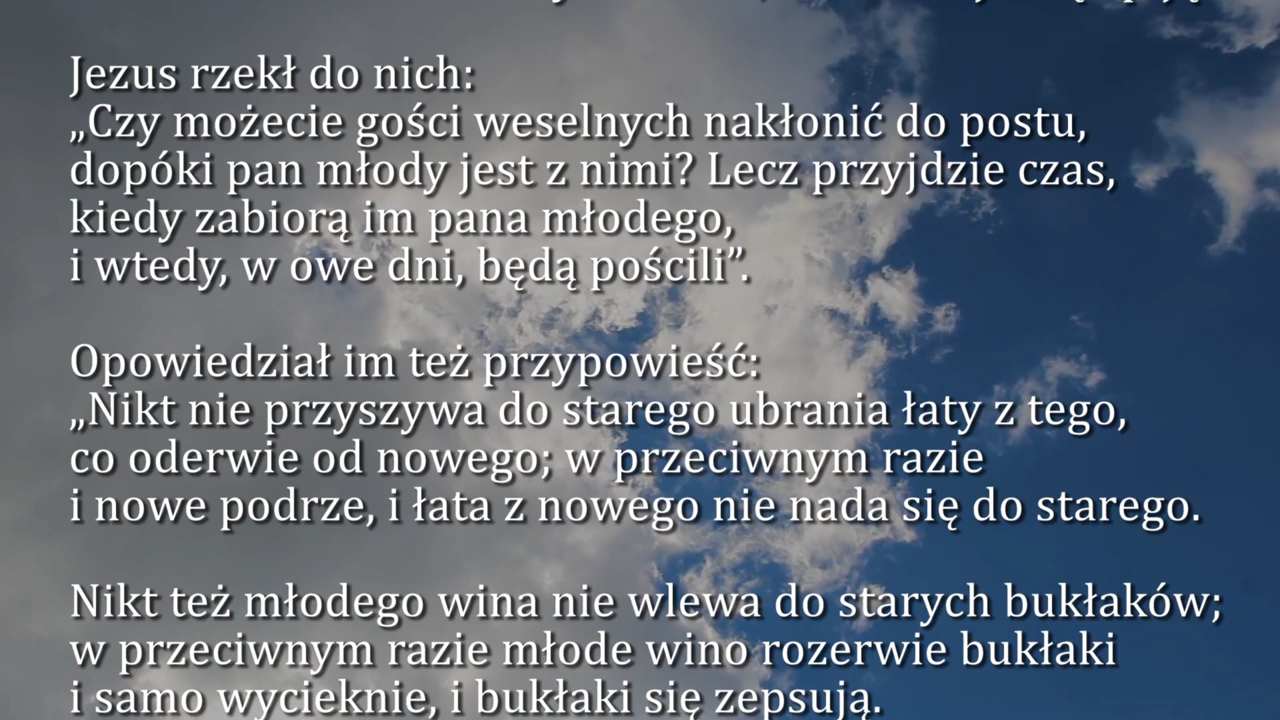 Jezus rzekł do nich:
„Czy możecie gości weselnych nakłonić do postu,
dopóki pan młody jest z nimi? Lecz przyjdzie czas,
kiedy zabiorą im pana młodego,
i wtedy, w owe dni, będą pościli”.
Opowiedział im też przypowieść:
„Nikt nie przyszywa do starego ubrania łaty z tego,
co oderwie od nowego; w przeciwnym razie
i nowe podrze, i łata z nowego nie nada się do starego.
Nikt też młodego wina nie wlewa do starych bukłaków;
w przeciwnym razie młode wino rozerwie bukłaki
i samo wycieknie, i bukłaki się zepsują.